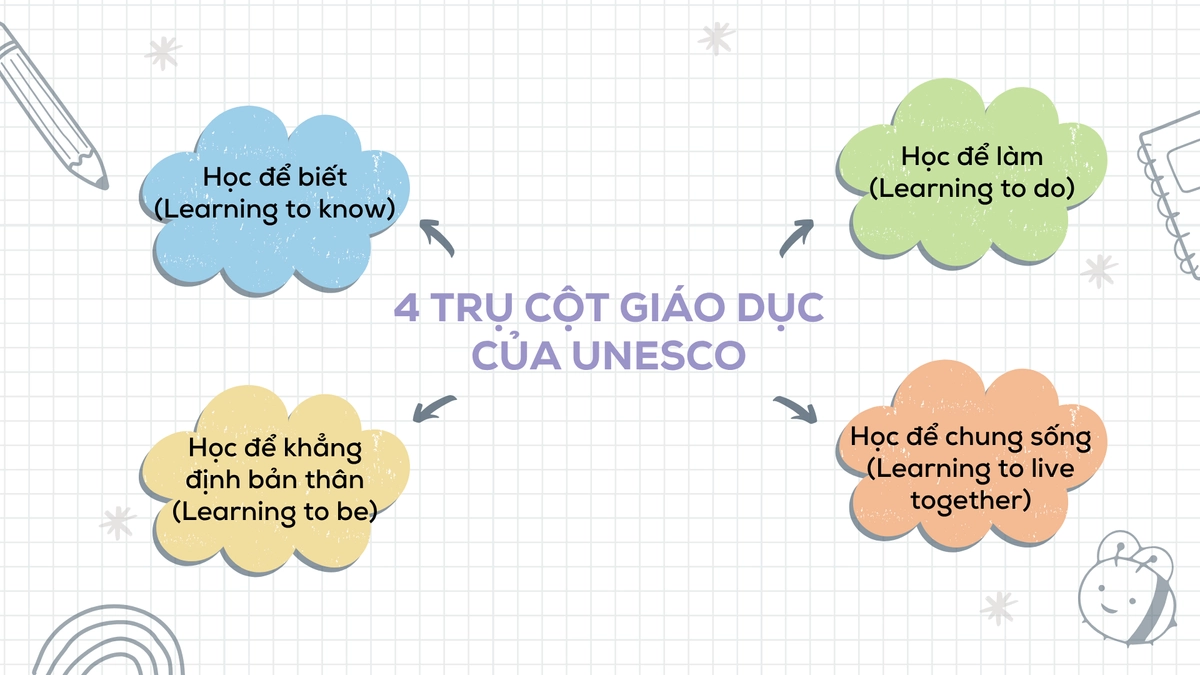 Học để biết
(Learning to know)
Học để làm
(Learning to do)
4 TRỤ CỘT GIÁO DỤC
CỦA UNESCO
Học để khẳng
định bản thân
(Learning to be)
Học để chung sống
(Learning to live
together)